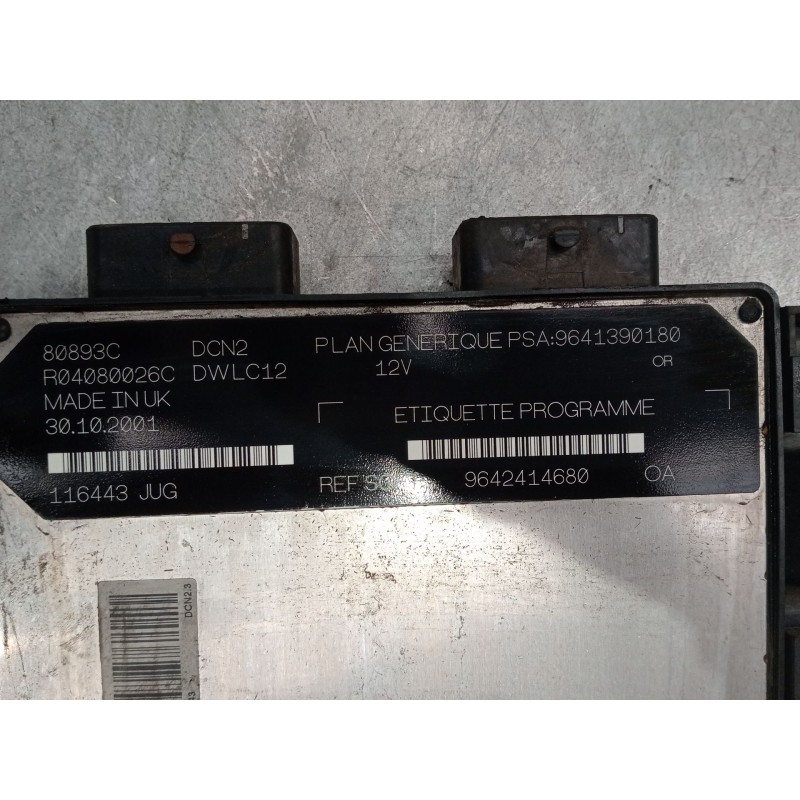 80893C DCN2 PLAN GENERIQUE PSA:9641390180
R04080026C DWLC12 12V OR
MADE IN UK
30.10.2001
ETIQUETTE PROGRAMME
116443 JUG
REF 9642414680 OA
DCN2.3